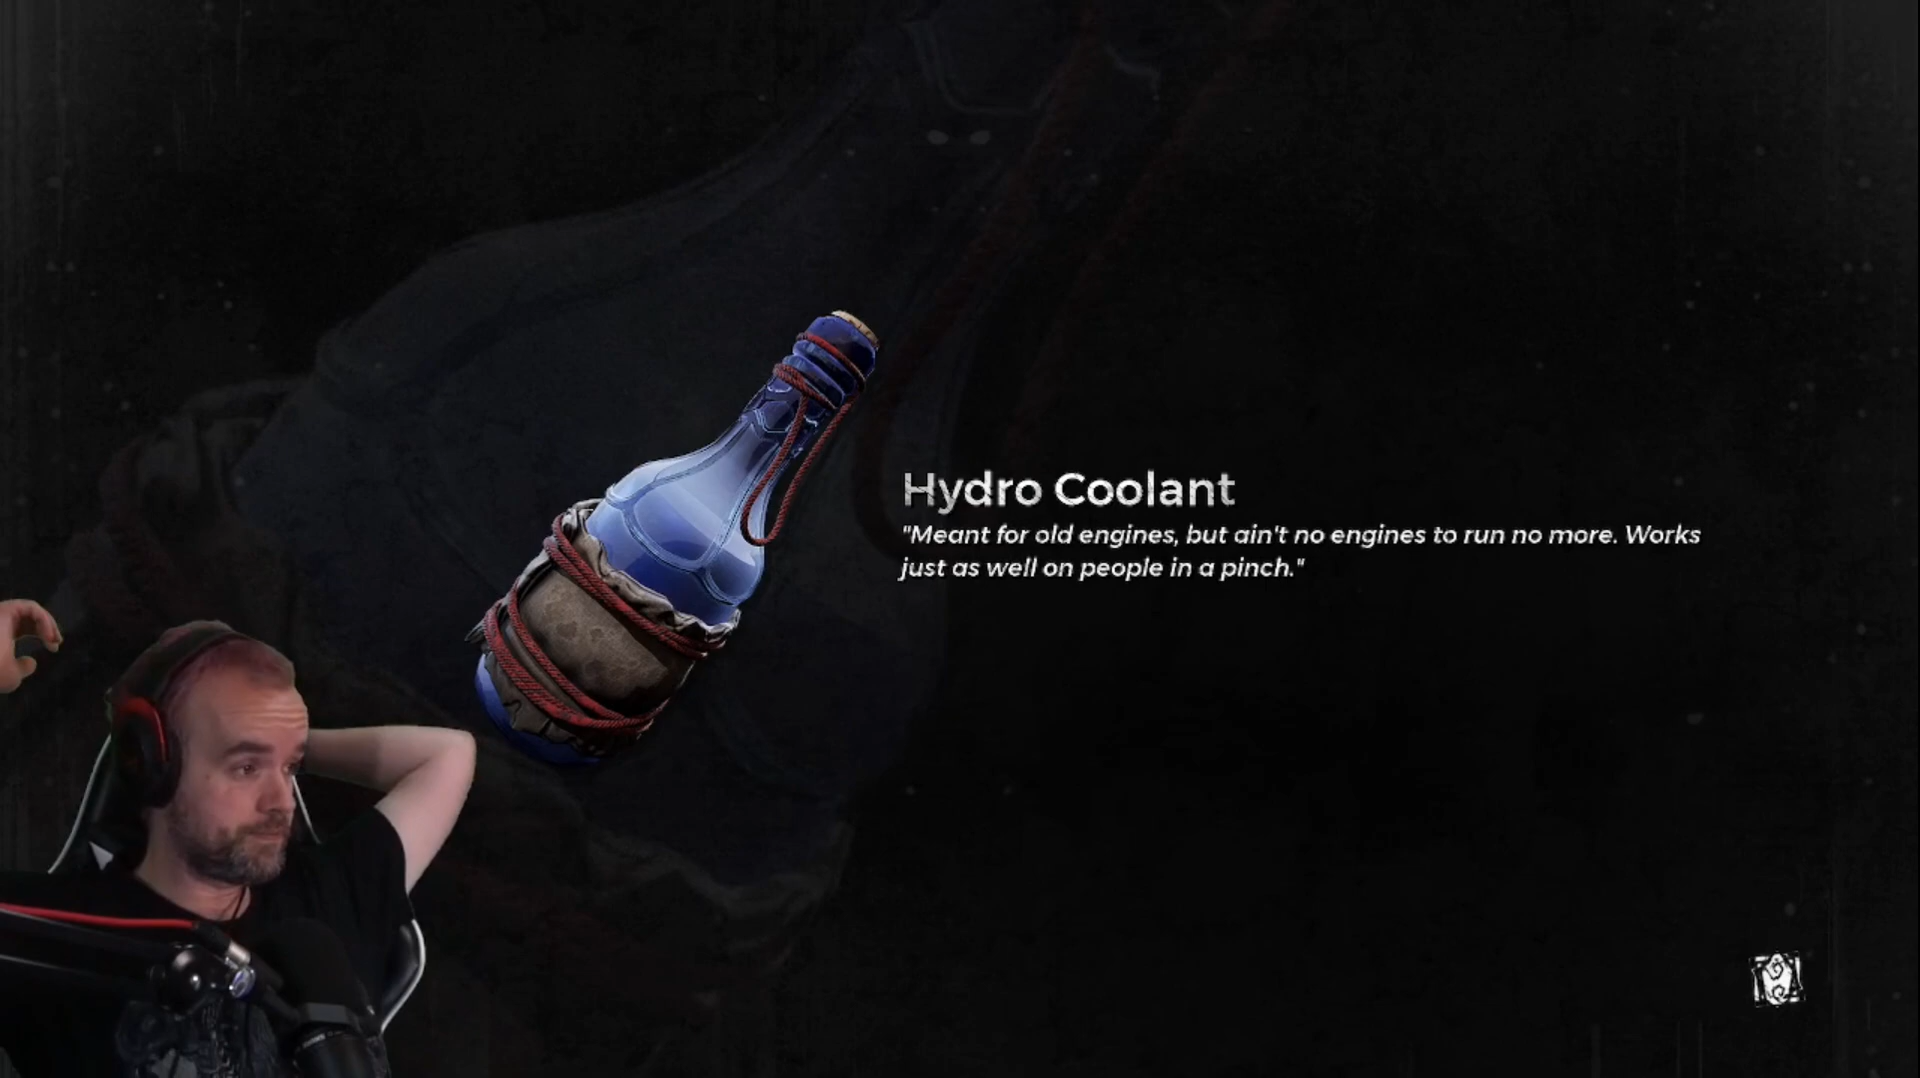 Hydro Coolant
"Meant for old engines, but ain't no engines to run no more. Works
just as well on people in a pinch."